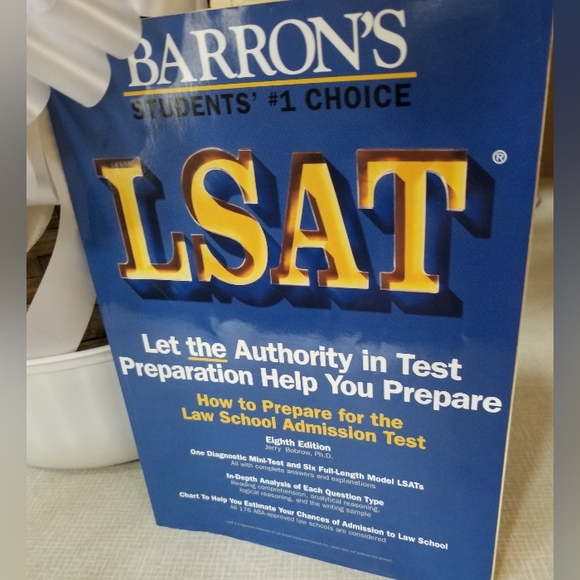 BARRON'S
STUDENTS' #1 CHOICE
LSAT®
Let the Authority in Test
Preparation Help You Prepare
How to Prepare for the
Law School Admission Test
Eighth Edition
Jerry Bobrow, Ph.D.
One Diagnostic Mini-Test and Six Full-Length Model LSATs
All with complete answers and explanations
In-Depth Analysis of Each Question Type
Reading comprehension, analytical reasoning,
logical reasoning, and the writing sample
Chart To Help You Estimate Your Chances of Admission to Law School
All 176 ABA-approved law schools are considered